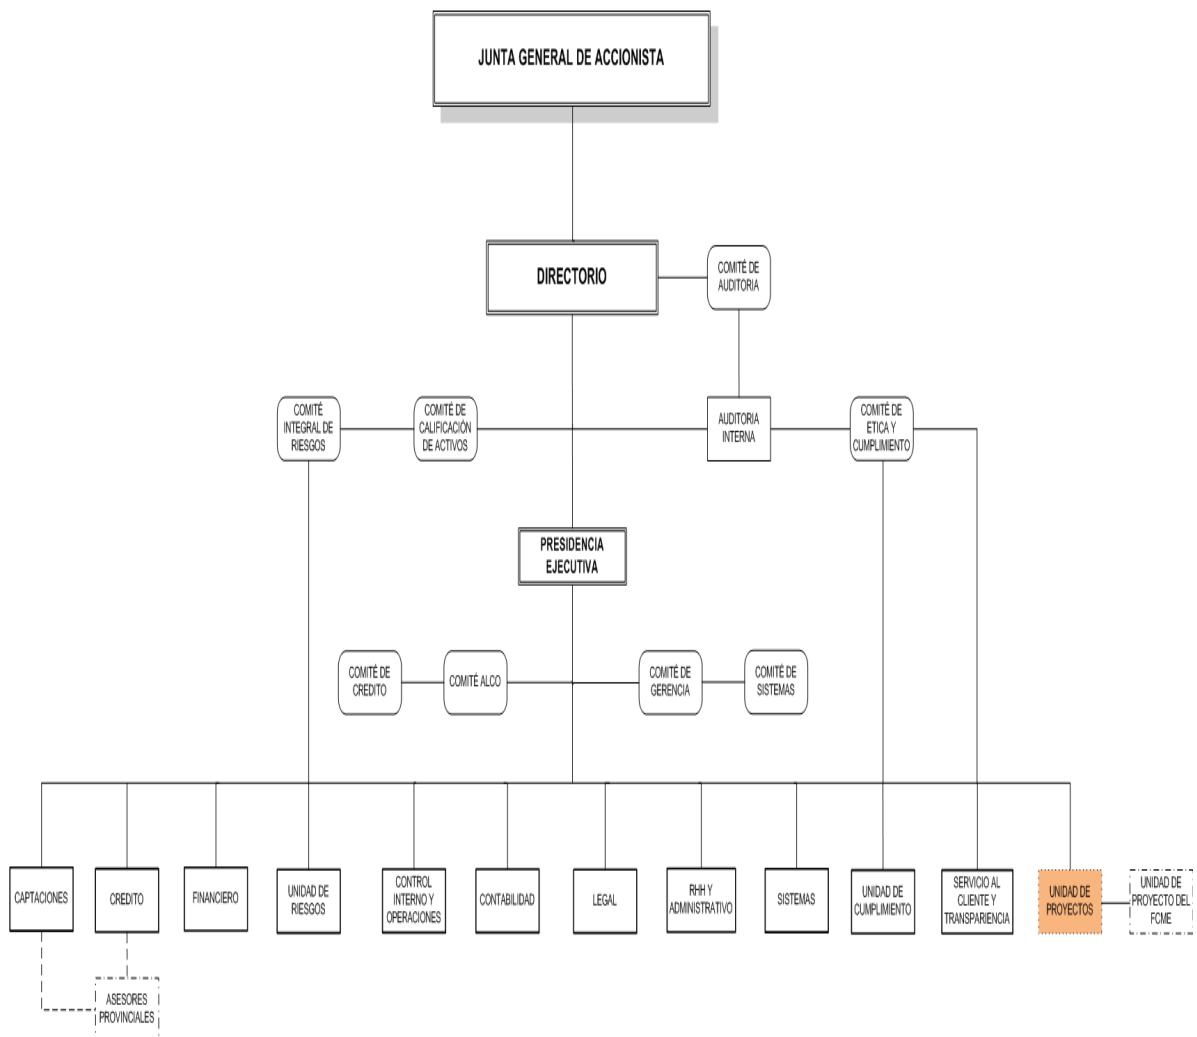 JUNTA GENERAL DE ACCIONISTA
DIRECTORIO
COMITÉ DE
AUDITORIA
COMITÉ
INTEGRAL DE
RIESGOS
COMITÉ DE
CALIFICACIÓN
DE ACTIVOS
AUDITORIA
INTERNA
COMITÉ DE
ETICA Y
CUMPLIMIENTO
PRESIDENCIA
EJECUTIVA
COMITÉ DE
CREDITO
COMITÉ ALCO
COMITÉ DE
GERENCIA
COMITÉ DE
SISTEMAS
CAPTACIONES
CREDITO
FINANCIERO
UNIDAD DE
RIESGOS
CONTROL
INTERNO Y
OPERACIONES
CONTABILIDAD
LEGAL
RHH Y
ADMINISTRATIVO
SISTEMAS
UNIDAD DE
CUMPLIMIENTO
SERVICIO AL
CLIENTE Y
TRANSPARIENCIA
UNIDAD DE
PROYECTOS
UNIDAD DE
PROYECTO DEL
FCME
ASESORES
PROVINCIALES